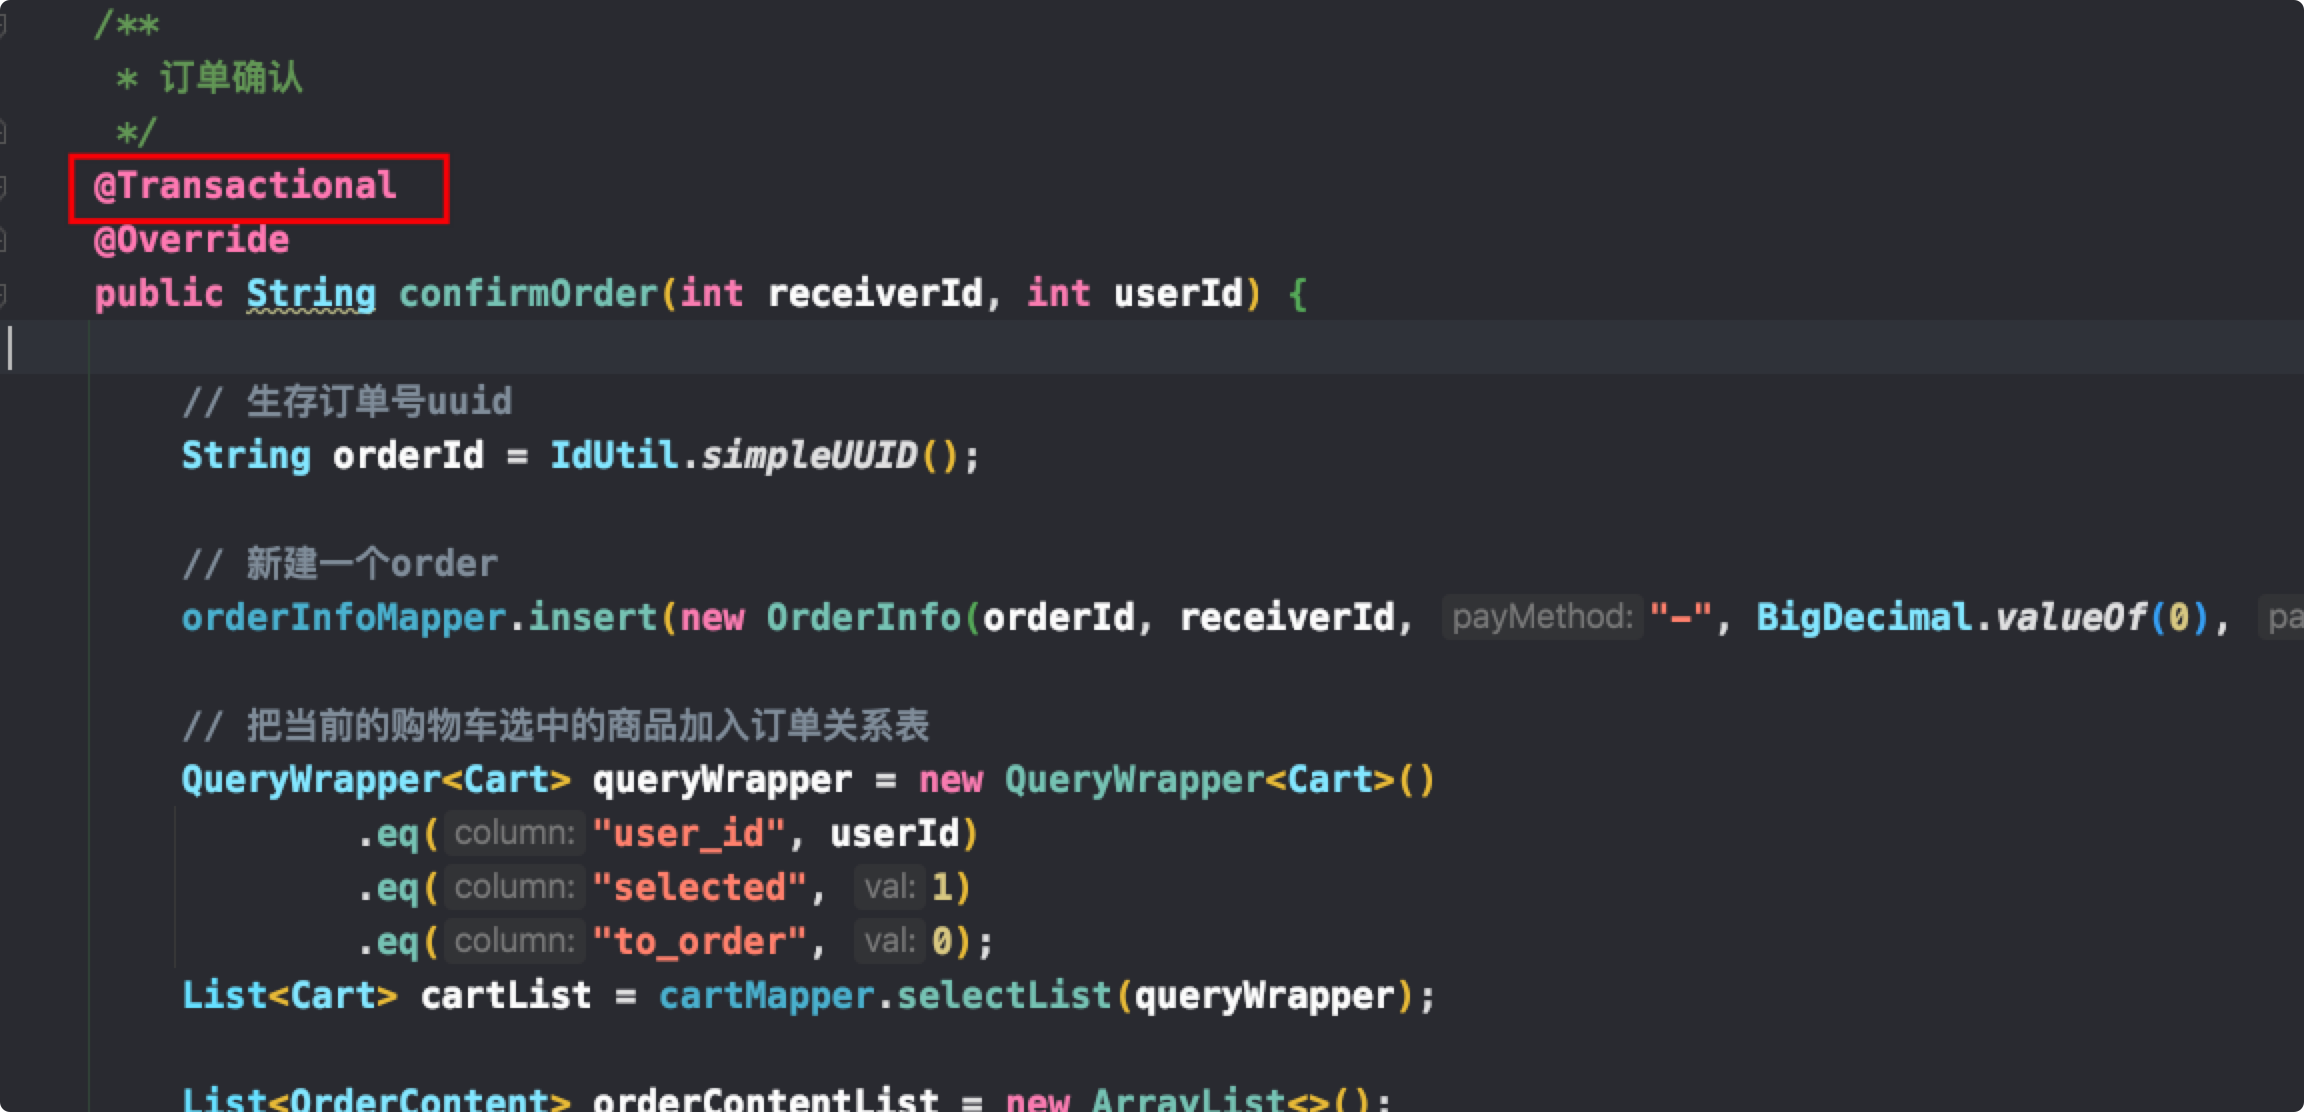 /**
* 订单确认
*/
@Transactional
@Override
public String confirmOrder(int receiverId, int userId) {
// 生存订单号uuid
String orderId = IdUtil.simpleUUID();
// 新建一个order
orderInfoMapper.insert(new OrderInfo(orderId, receiverId, payMethod: "-", BigDecimal.valueOf(0), pa
// 把当前的购物车选中的商品加入订单关系表
QueryWrapper<Cart> queryWrapper = new QueryWrapper<Cart>()
.eq( column: "user_id", userId)
.eq( column: "selected", val: 1)
.eq( column: "to_order", val: 0);
List<Cart> cartList = cartMapper.selectList(queryWrapper);
List<OrderContent> orderContentList = new ArrayList<>();